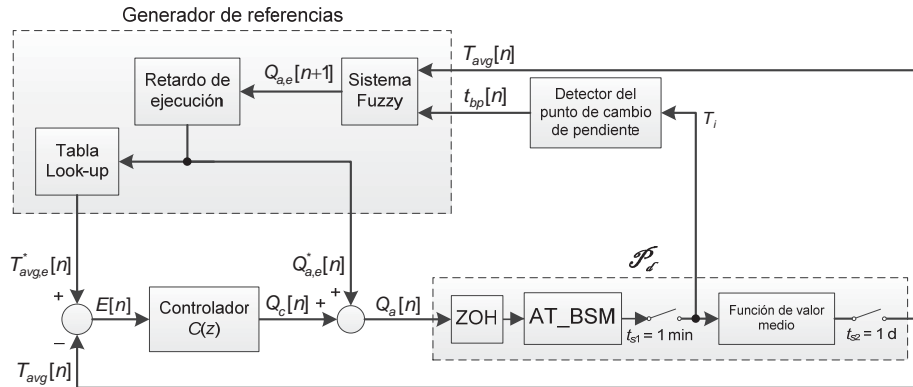 Generador de referencias
T_avg[n]
Retardo de
ejecución
Q_a,e[n+1]
Sistema
Fuzzy
t_bp[n]
Detector del
punto de cambio
de pendiente
T_i
Tabla
Look-up
T*_avg,e[n]
Q*_a,e[n]
𝒫_d
+
E[n]
Controlador
C(z)
Q_c[n]
+
+
Q_a[n]
ZOH
AT_BSM
t_s1 = 1 min
Función de valor
medio
t_s2 = 1 d
−
T_avg[n]